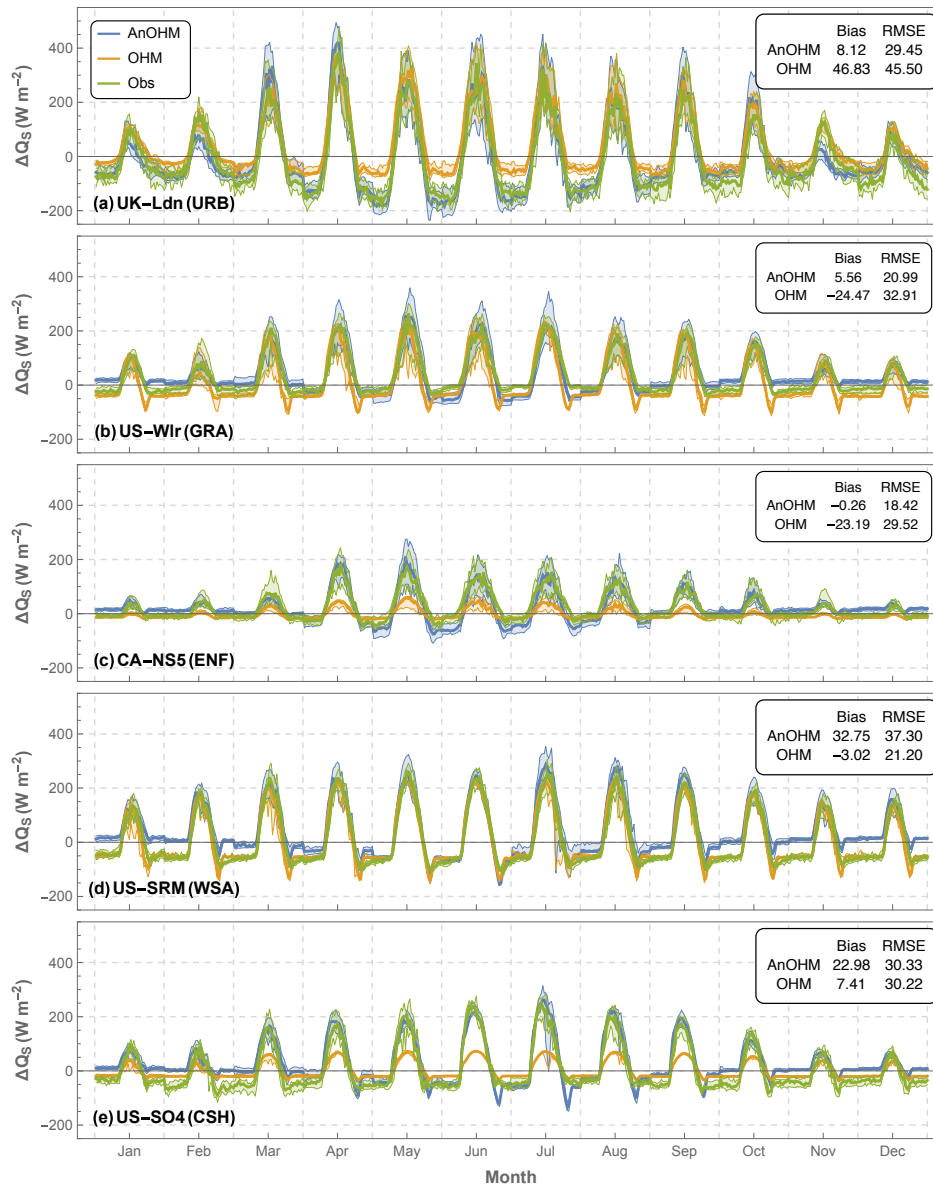 AnOHM
OHM
Obs
Bias RMSE
AnOHM 8.12 29.45
OHM 46.83 45.50
400
200
0
−200
ΔQS (W m−2)
(a) UK−Ldn (URB)
Bias RMSE
AnOHM 5.56 20.99
OHM −24.47 32.91
400
200
0
−200
ΔQS (W m−2)
(b) US−Wlr (GRA)
Bias RMSE
AnOHM −0.26 18.42
OHM −23.19 29.52
400
200
0
−200
ΔQS (W m−2)
(c) CA−NS5 (ENF)
Bias RMSE
AnOHM 32.75 37.30
OHM −3.02 21.20
400
200
0
−200
ΔQS (W m−2)
(d) US−SRM (WSA)
Bias RMSE
AnOHM 22.98 30.33
OHM 7.41 30.22
400
200
0
−200
ΔQS (W m−2)
(e) US−SO4 (CSH)
Jan Feb Mar Apr May Jun Jul Aug Sep Oct Nov Dec
Month